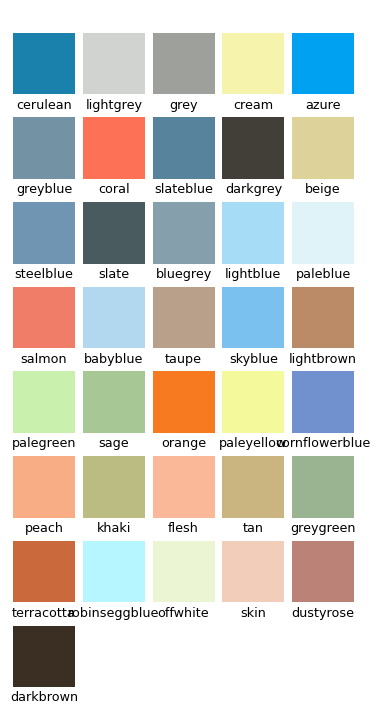 cerulean lightgrey grey cream azure
greyblue coral slateblue darkgrey beige
steelblue slate bluegrey lightblue paleblue
salmon babyblue taupe skyblue lightbrown
palegreen sage orange paleyellow cornflowerblue
peach khaki flesh tan greygreen
terracotta robinseggblue offwhite skin dustyrose
darkbrown